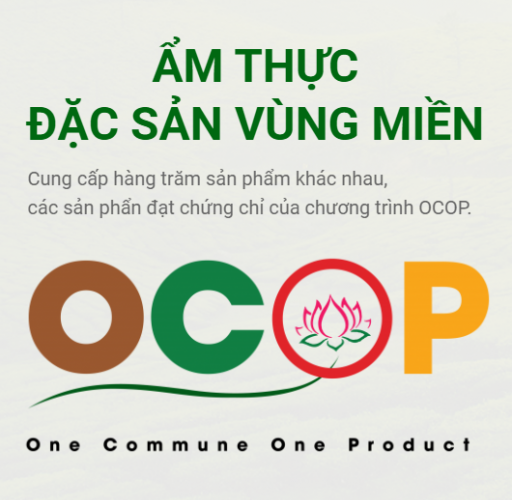 ẨM THỰC
ĐẶC SẢN VÙNG MIỀN
Cung cấp hàng trăm sản phẩm khác nhau,
các sản phẩn đạt chứng chỉ của chương trình OCOP.
OCOP
One Commune One Product